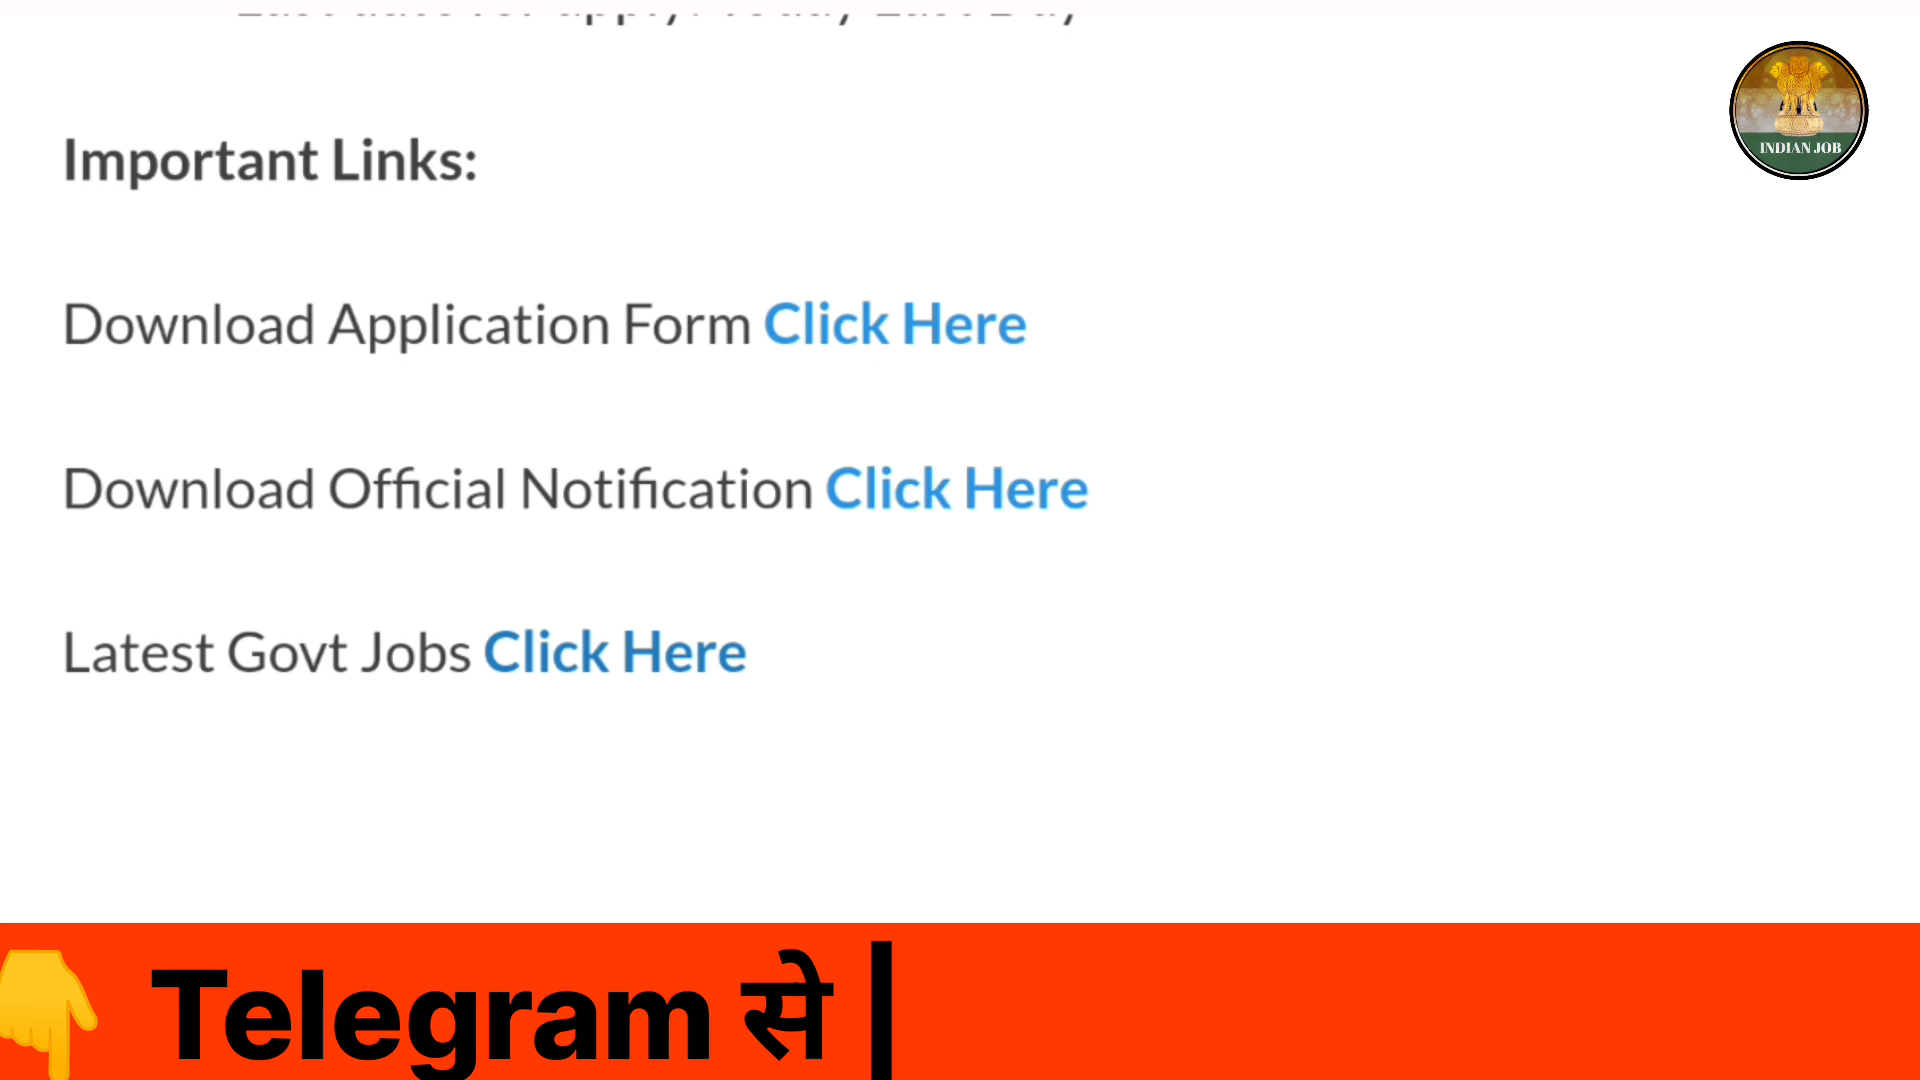 INDIAN JOB
Important Links:
Download Application Form Click Here
Download Official Notification Click Here
Latest Govt Jobs Click Here
Telegram से |